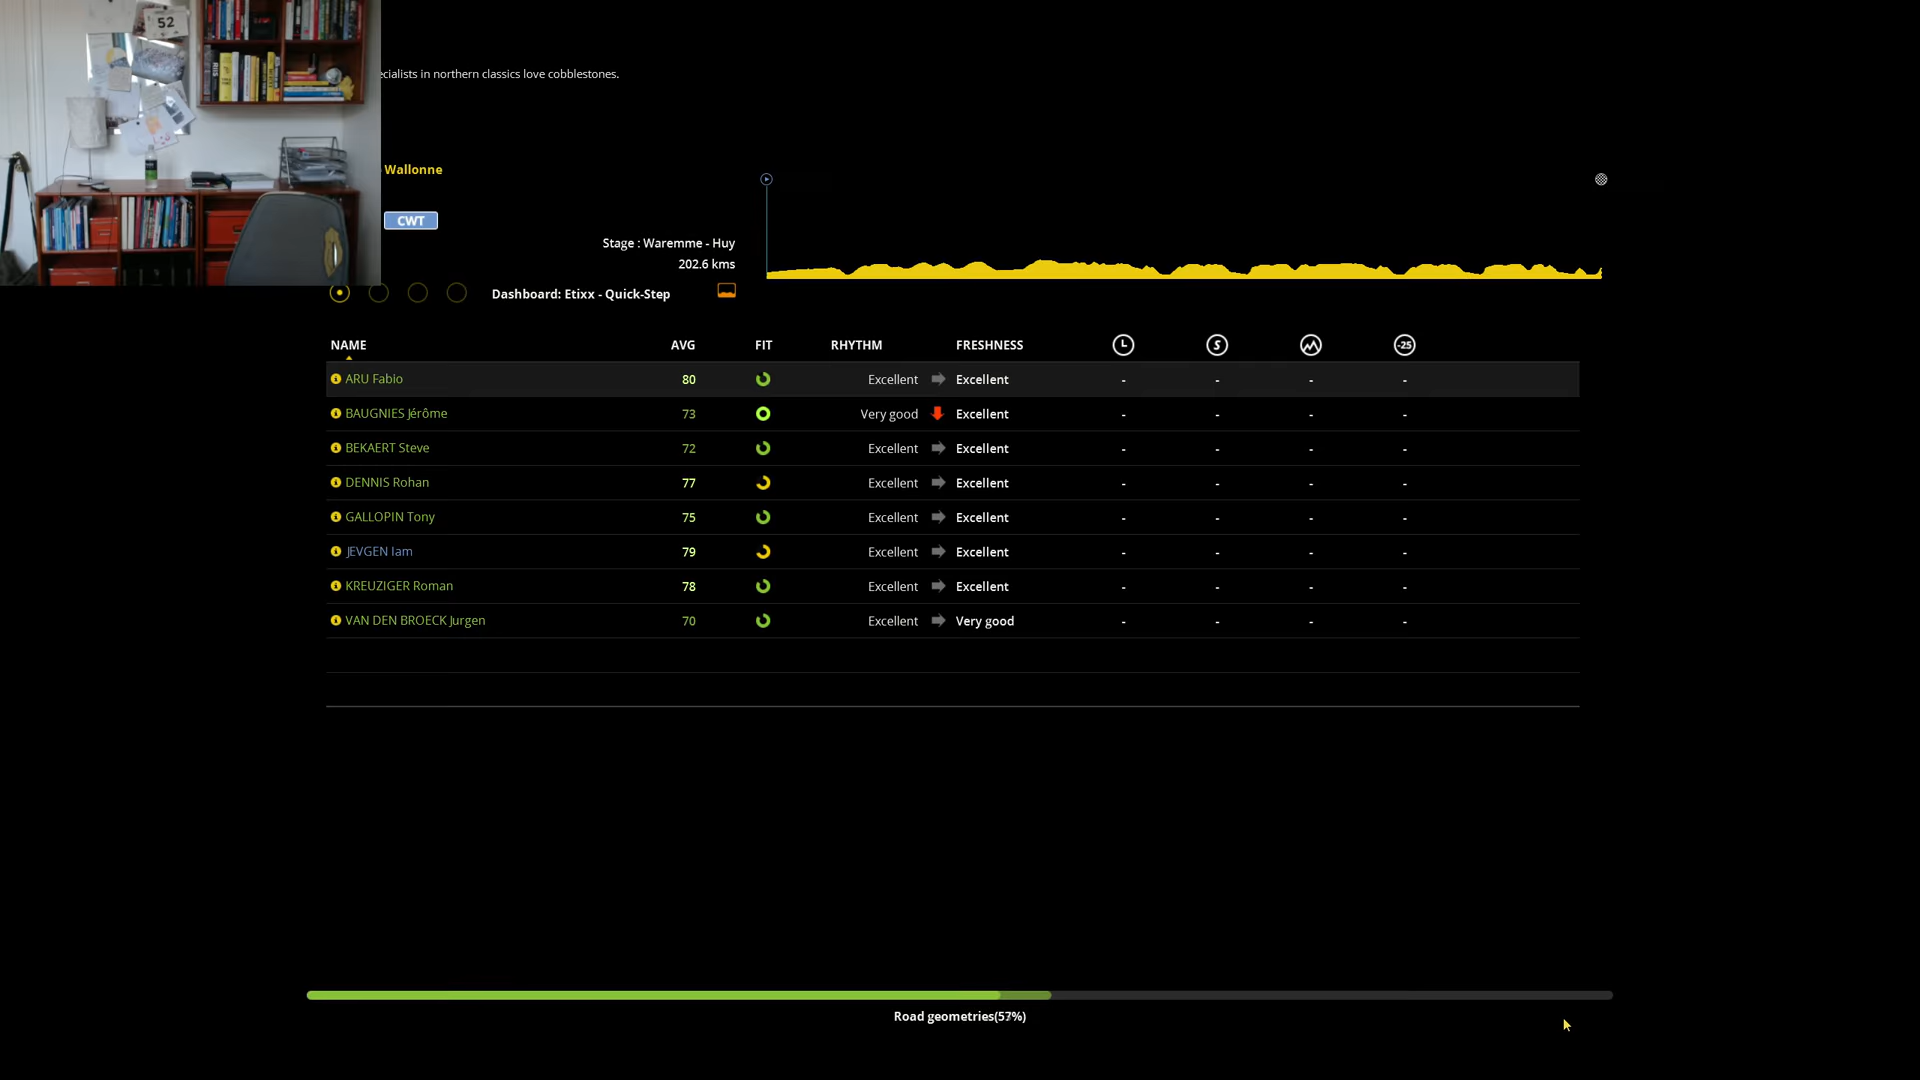 52
ecialists in northern classics love cobblestones.
Wallonne
CWT
Stage : Waremme - Huy
202.6 kms
Dashboard: Etixx - Quick-Step
NAME AVG FIT RHYTHM FRESHNESS L S -25
ARU Fabio 80 Excellent Excellent - - - -
BAUGNIES Jérôme 73 Very good Excellent - - - -
BEKAERT Steve 72 Excellent Excellent - - - -
DENNIS Rohan 77 Excellent Excellent - - - -
GALLOPIN Tony 75 Excellent Excellent - - - -
JEVGEN Iam 79 Excellent Excellent - - - -
KREUZIGER Roman 78 Excellent Excellent - - - -
VAN DEN BROECK Jurgen 70 Excellent Very good - - - -
Road geometries(57%)